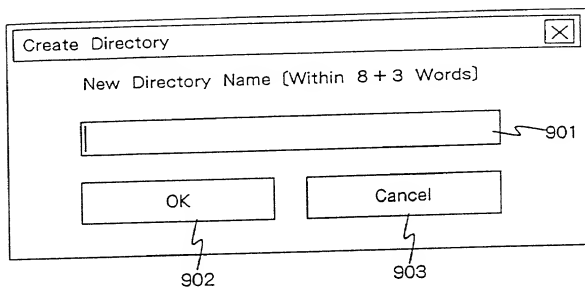 Create Directory
New Directory Name (Within 8+3 Words)
901
OK
Cancel
902
903